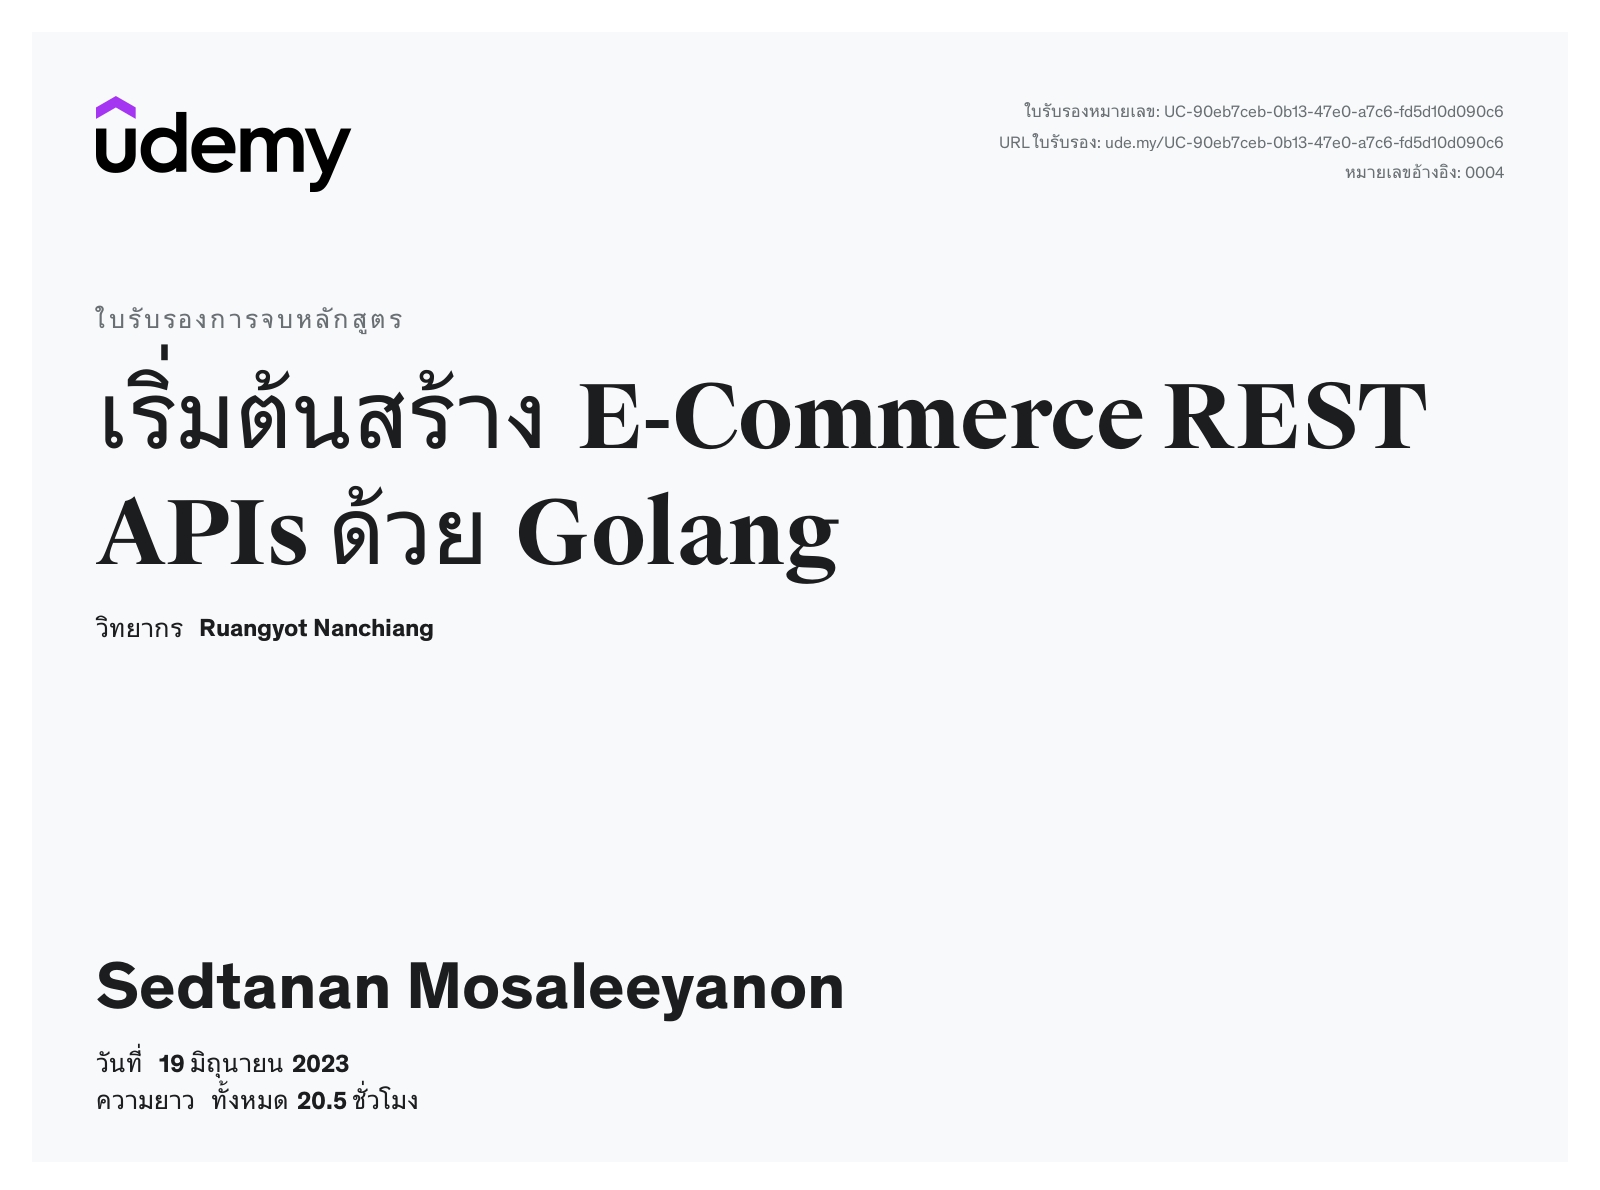 udemy
ใบรับรองหมายเลข: UC-90eb7ceb-0b13-47e0-a7c6-fd5d10d090c6
URLใบรับรอง: ude.my/UC-90eb7ceb-0b13-47e0-a7c6-fd5d10d090c6
หมายเลขอ้างอิง: 0004
ใบรับรองการจบหลักสูตร
เริ่มต้นสร้าง E-Commerce REST
APIs ด้วย Golang
วิทยากร Ruangyot Nanchiang
Sedtanan Mosaleeyanon
วันที่ 19 มิถุนายน 2023
ความยาว ทั้งหมด 20.5 ชั่วโมง